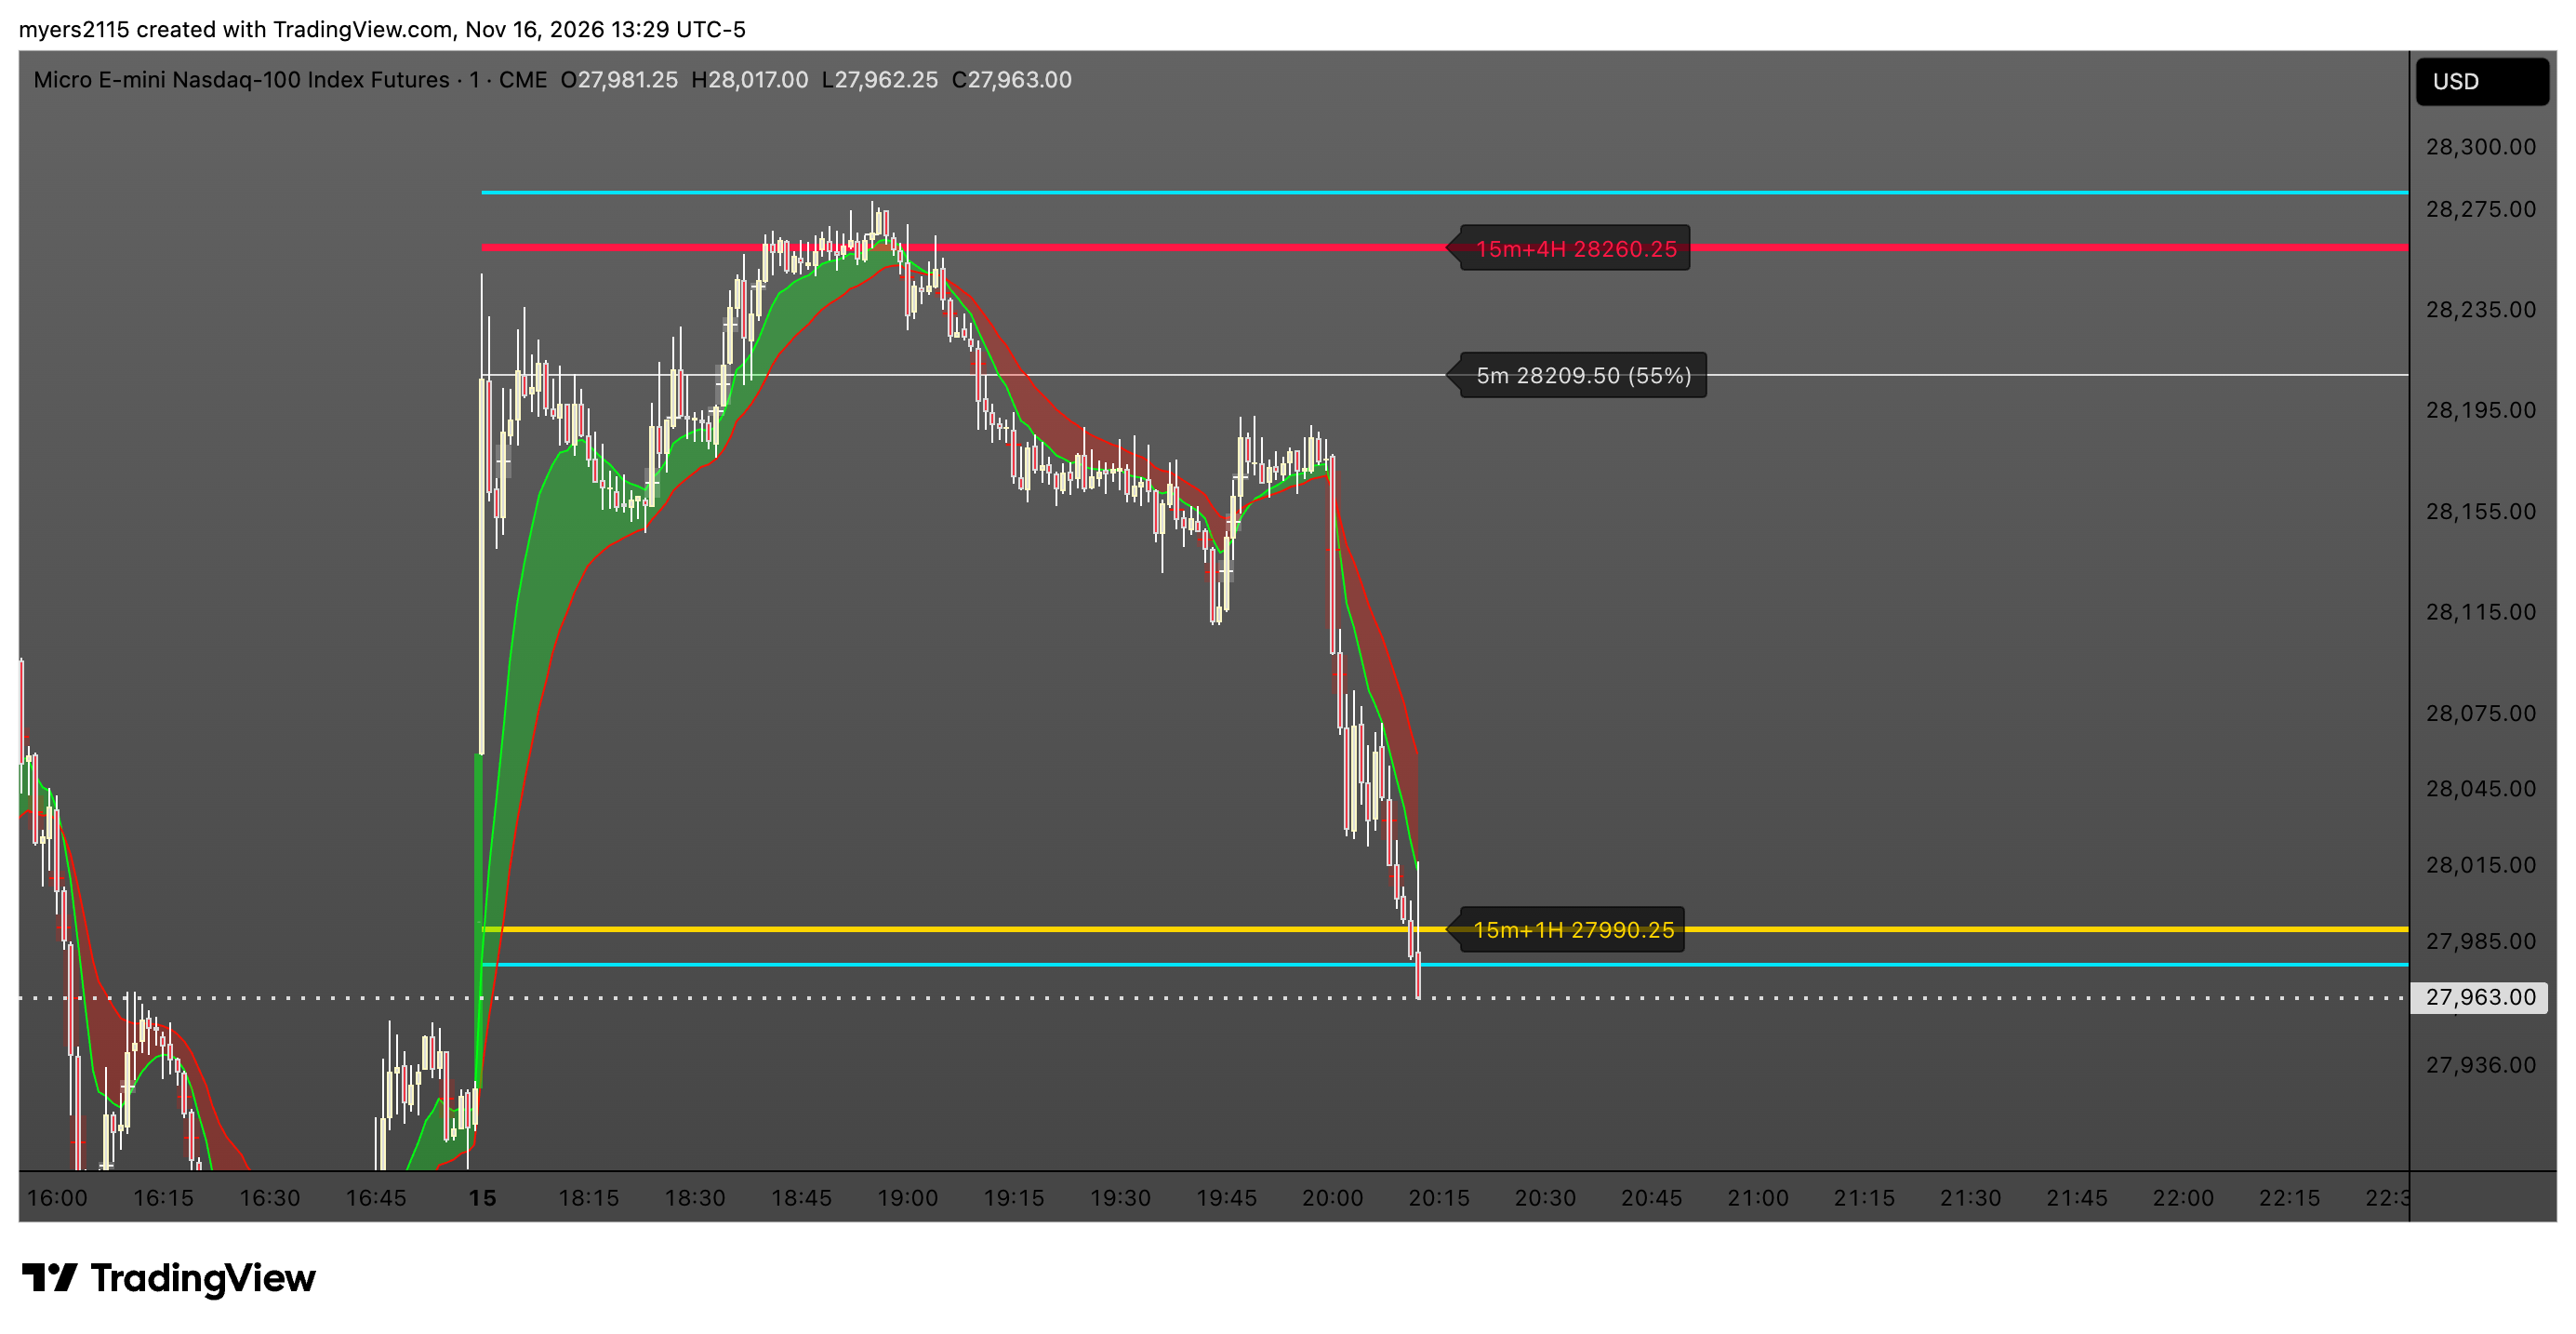 myers2115 created with TradingView.com, Nov 16, 2026 13:29 UTC-5
Micro E-mini Nasdaq-100 Index Futures · 1 · CME O27,981.25 H28,017.00 L27,962.25 C27,963.00
USD
28,300.00
28,275.00
15m+4H 28260.25
28,235.00
5m 28209.50 (55%)
28,195.00
28,155.00
28,115.00
28,075.00
28,045.00
28,015.00
15m+1H 27990.25
27,985.00
27,963.00
27,936.00
16:00 16:15 16:30 16:45 15 18:15 18:30 18:45 19:00 19:15 19:30 19:45 20:00 20:15 20:30 20:45 21:00 21:15 21:30 21:45 22:00 22:15 22:3
TradingView